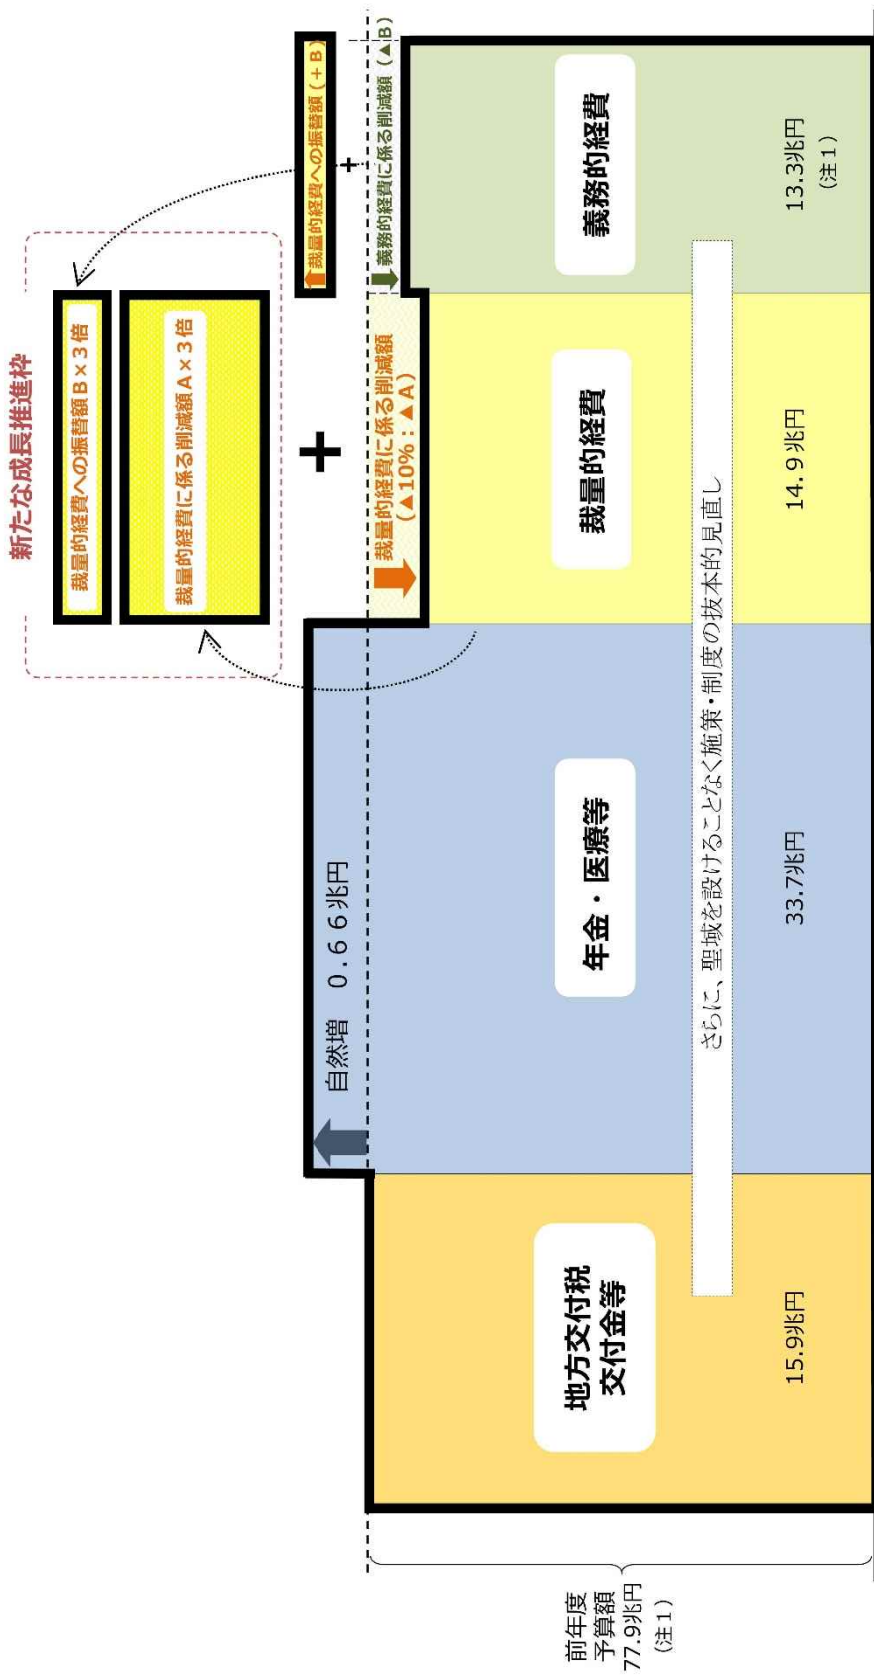 新たな成長推進枠
裁量的経費への振替額B×3倍
裁量的経費に係る削減額A×3倍
裁量的経費への振替額(+B)
+
+
義務的経費に係る削減額(▲B)
裁量的経費に係る削減額
(▲10%:▲A)
自然増 0.66兆円
地方交付税
交付金等
年金・医療等
裁量的経費
義務的経費
さらに、聖域を設けることなく施策・制度の抜本的見直し
15.9兆円
33.7兆円
14.9兆円
13.3兆円
(注1)
前年度
予算額
77.9兆円
(注1)